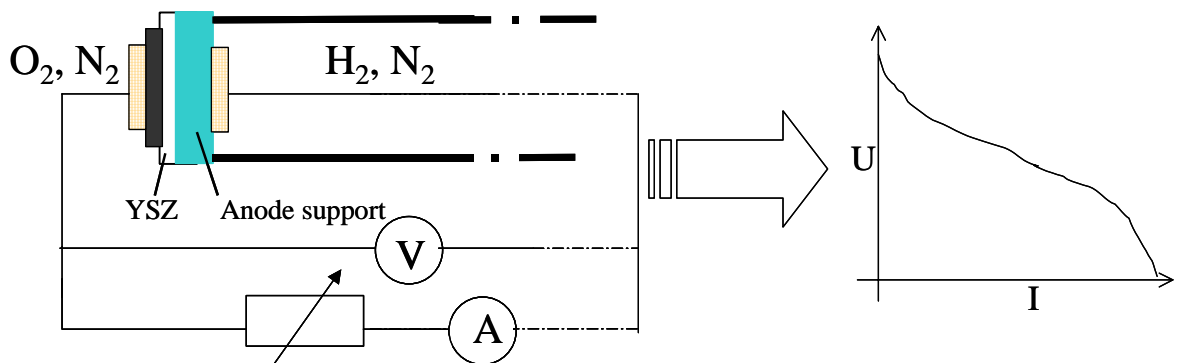 O₂, N₂
H₂, N₂
YSZ
Anode support
V
A
U
I